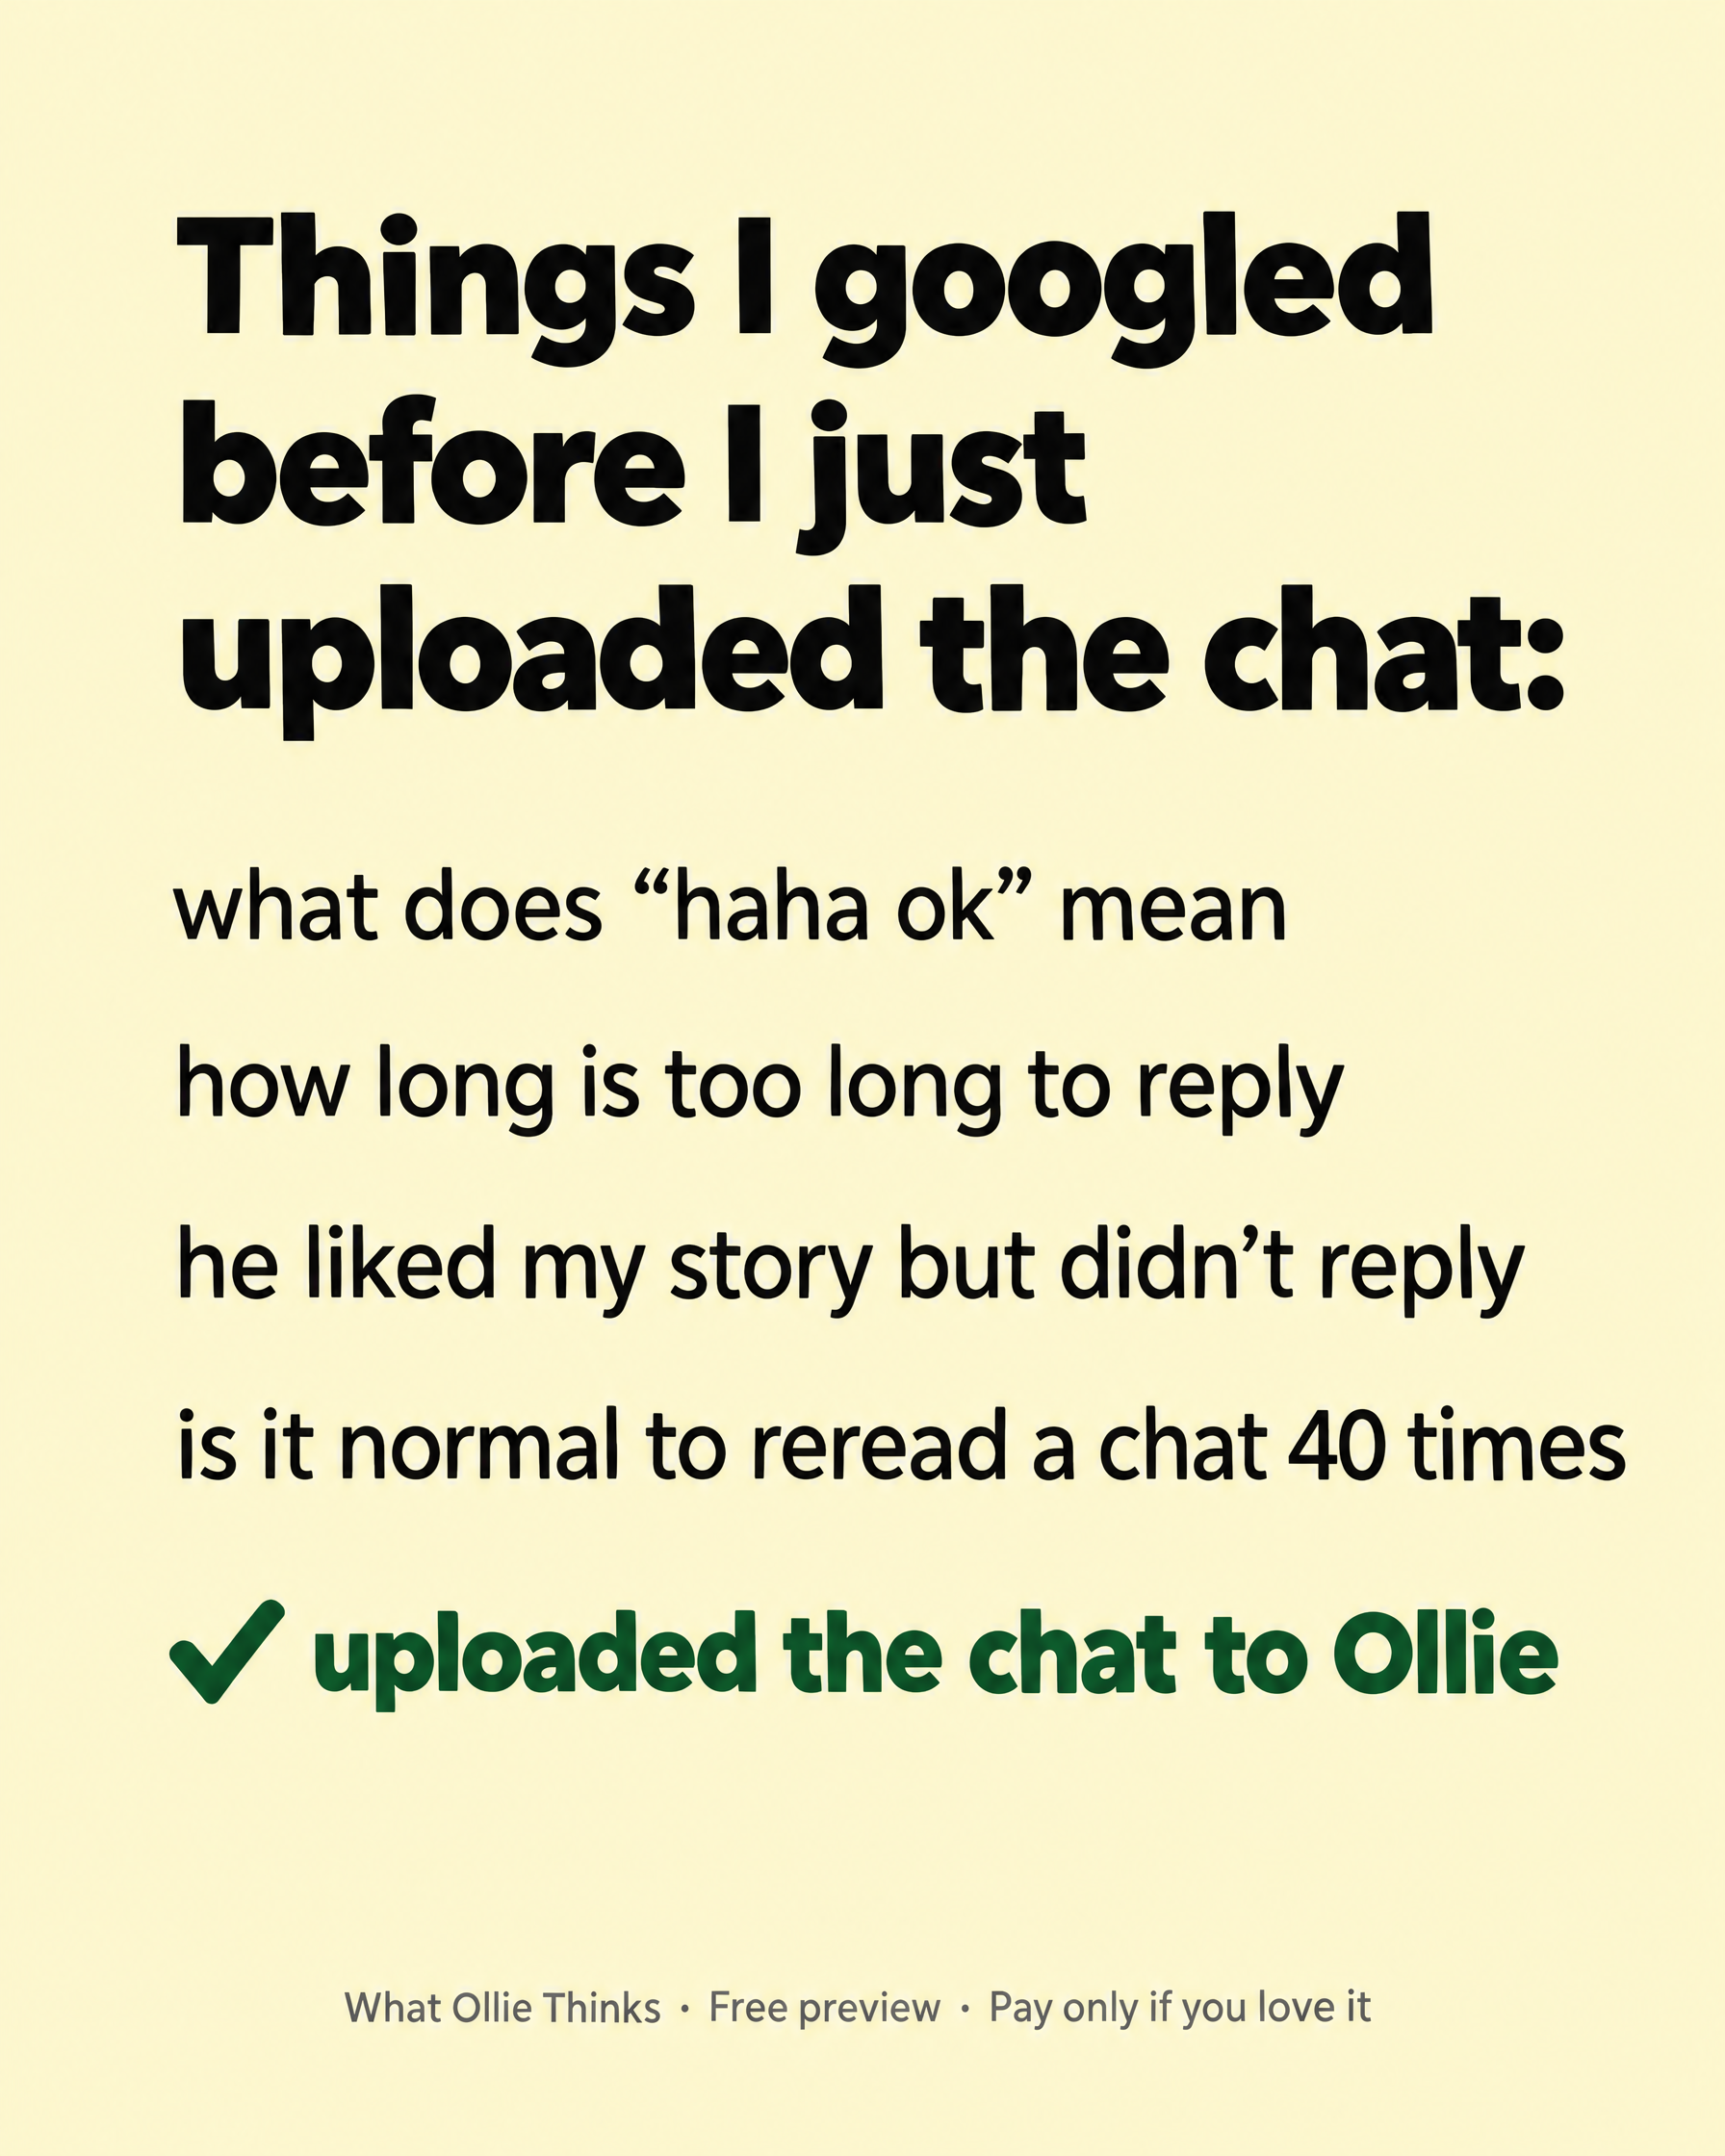 Things I googled
before I just
uploaded the chat:
what does “haha ok” mean
how long is too long to reply
he liked my story but didn’t reply
is it normal to reread a chat 40 times
✓ uploaded the chat to Ollie
What Ollie Thinks • Free preview • Pay only if you love it